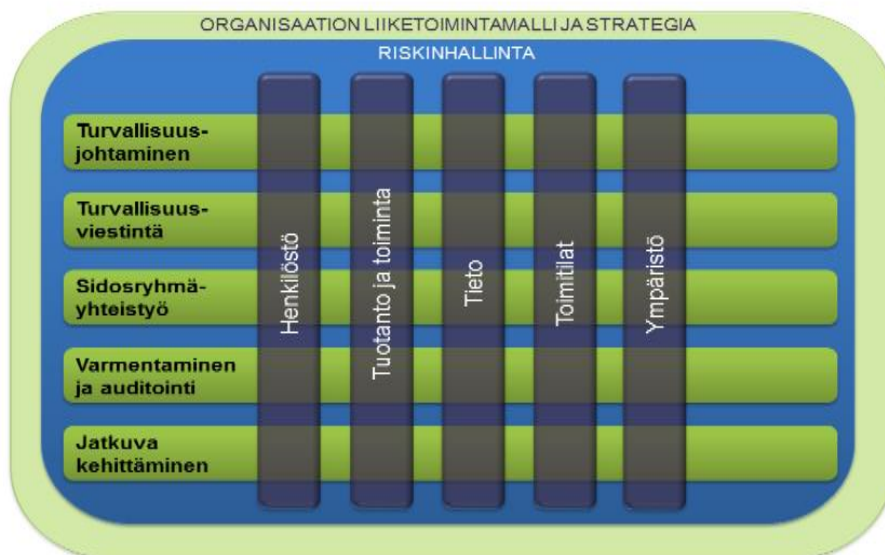 ORGANISAATION LIIKETOIMINTAMALLI JA STRATEGIA
RISKINHALLINTA
Turvallisuus-
johtaminen
Turvallisuus-
viestintä
Sidosryhmä-
yhteistyö
Varmentaminen
ja auditointi
Jatkuva
kehittäminen
Henkilöstö
Tuotanto ja toiminta
Tieto
Toimitilat
Ympäristö